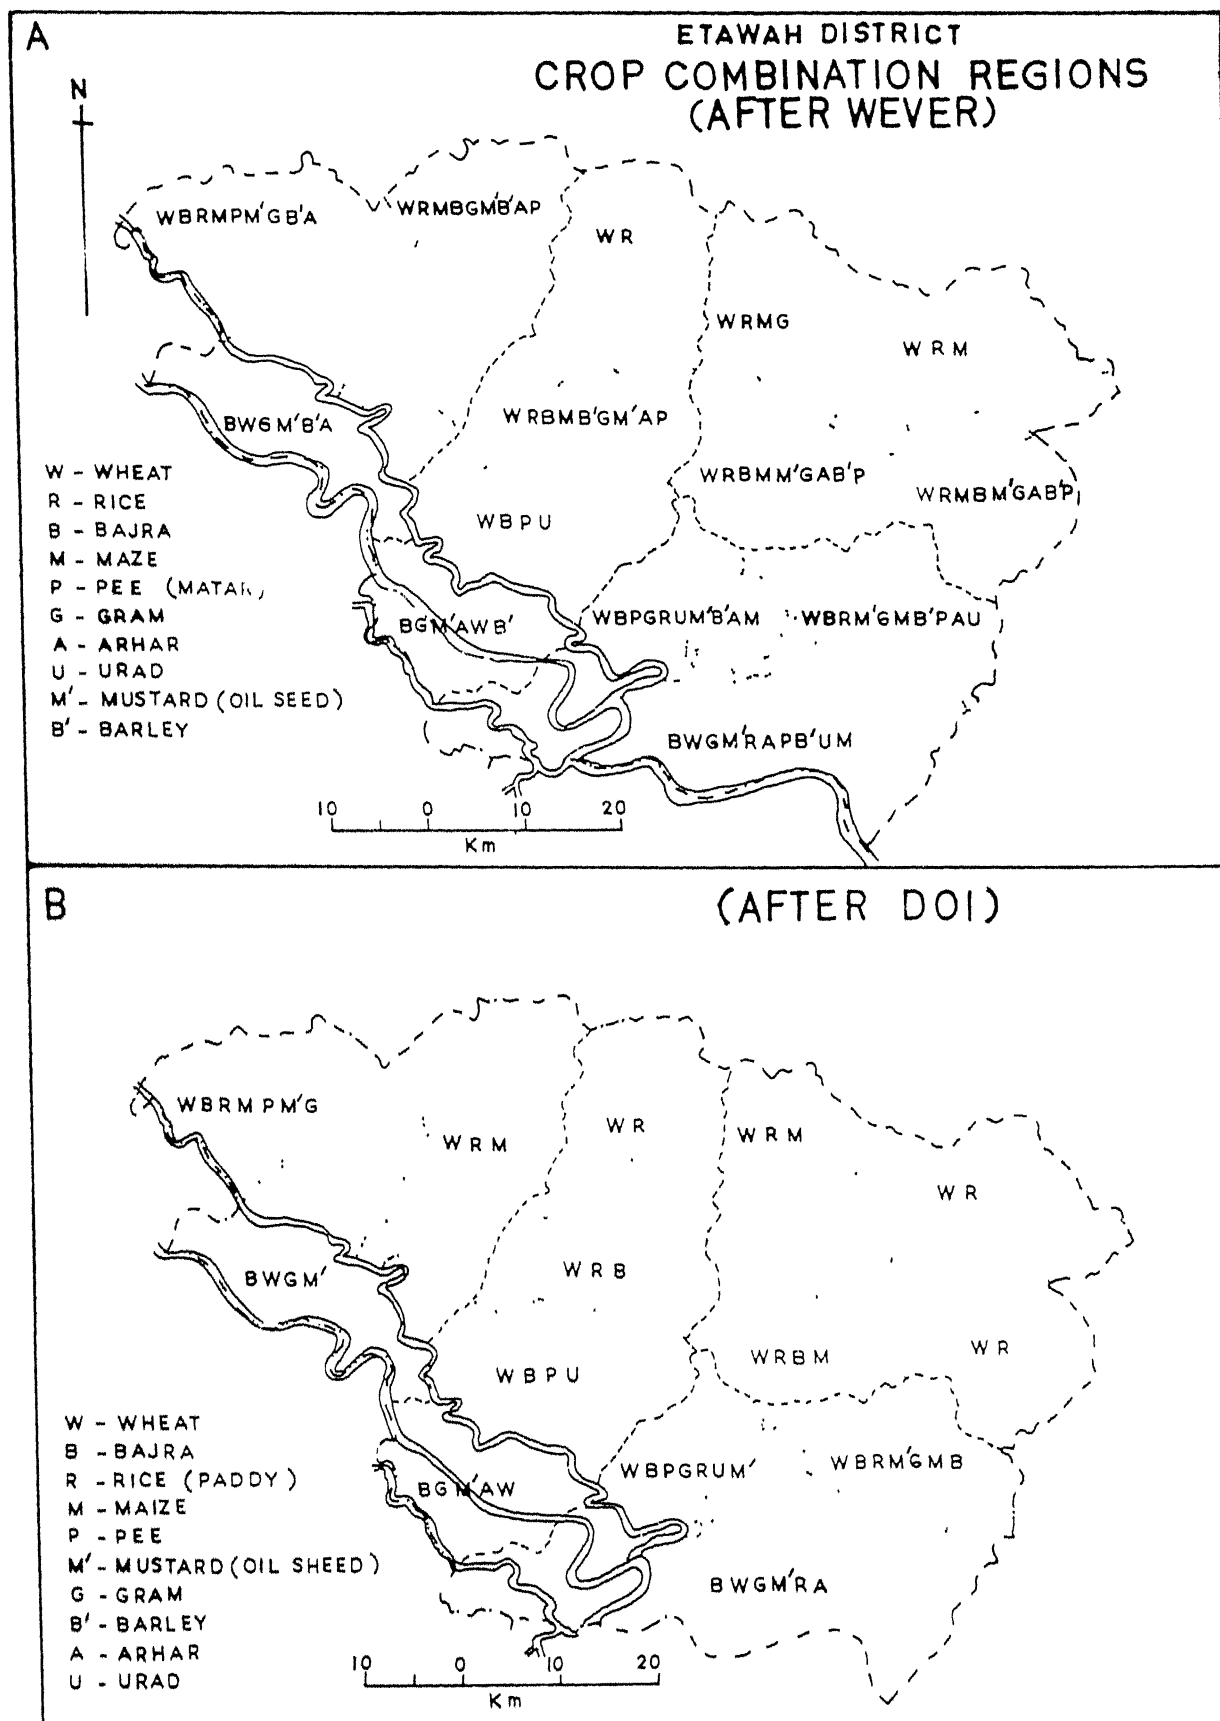 A
ETAWAH DISTRICT
CROP COMBINATION REGIONS
(AFTER WEVER)
N
WBRMPM'GB'A
WRMBGM'B'AP
WR
WRMG
WRM
BWGM'B'A
WRBMB'GM'AP
WRBMM'GAB'P
WRMBM'GAB'P
WBPU
BGM'AWB'
WBPGRUM'B'AM
WBRM'GMB'PAU
BWGM'RAPB'UM
W - WHEAT
R - RICE
B - BAJRA
M - MAZE
P - PEE (MATAR)
G - GRAM
A - ARHAR
U - URAD
M' - MUSTARD (OIL SEED)
B' - BARLEY
10 0 10 20
Km
B
(AFTER DOI)
WBRMPM'G
WRM
WR
WRM
WR
BWGM'
WRB
WBPU
WRBM
WR
BGM'AW
WBPGRUM'
WBRM'GMB
BWGM'RA
W - WHEAT
B - BAJRA
R - RICE (PADDY)
M - MAIZE
P - PEE
M' - MUSTARD (OIL SHEED)
G - GRAM
B' - BARLEY
A - ARHAR
U - URAD
10 0 10 20
Km